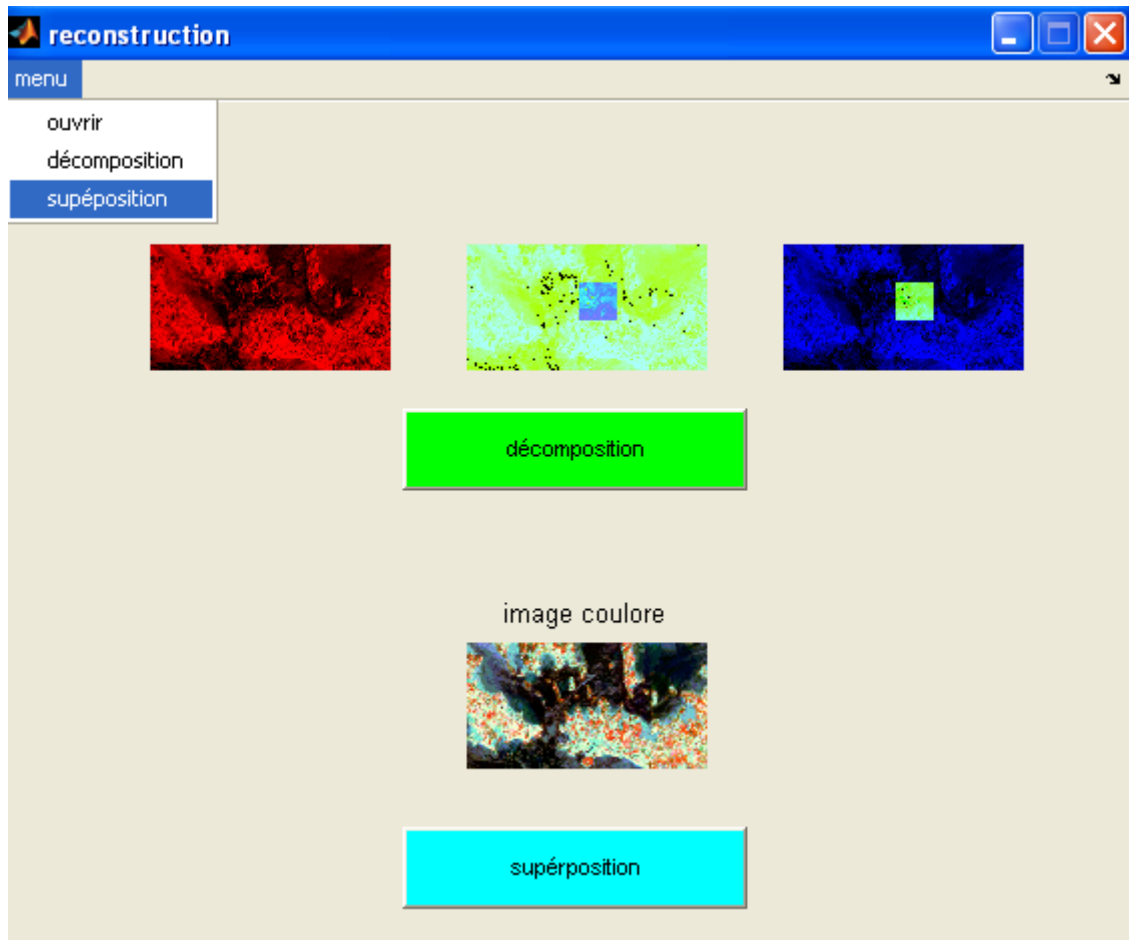 reconstruction
menu
ouvrir
décomposition
supéposition
décomposition
image coulore
supérposition